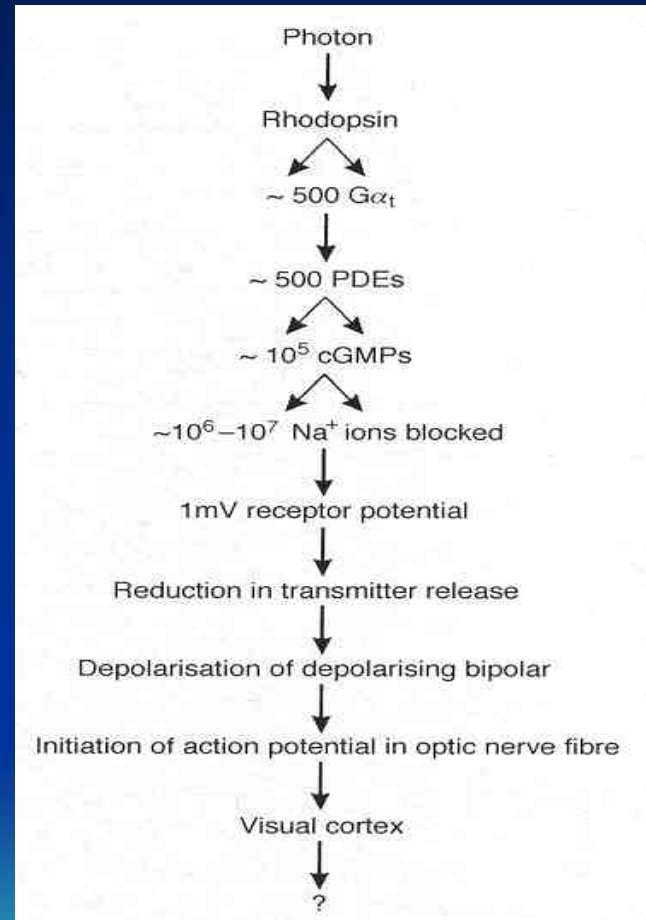 Photon
Rhodopsin
~ 500 Gαₜ
~ 500 PDEs
~ 10⁵ cGMPs
~10⁶–10⁷ Na⁺ ions blocked
1mV receptor potential
Reduction in transmitter release
Depolarisation of depolarising bipolar
Initiation of action potential in optic nerve fibre
Visual cortex
?